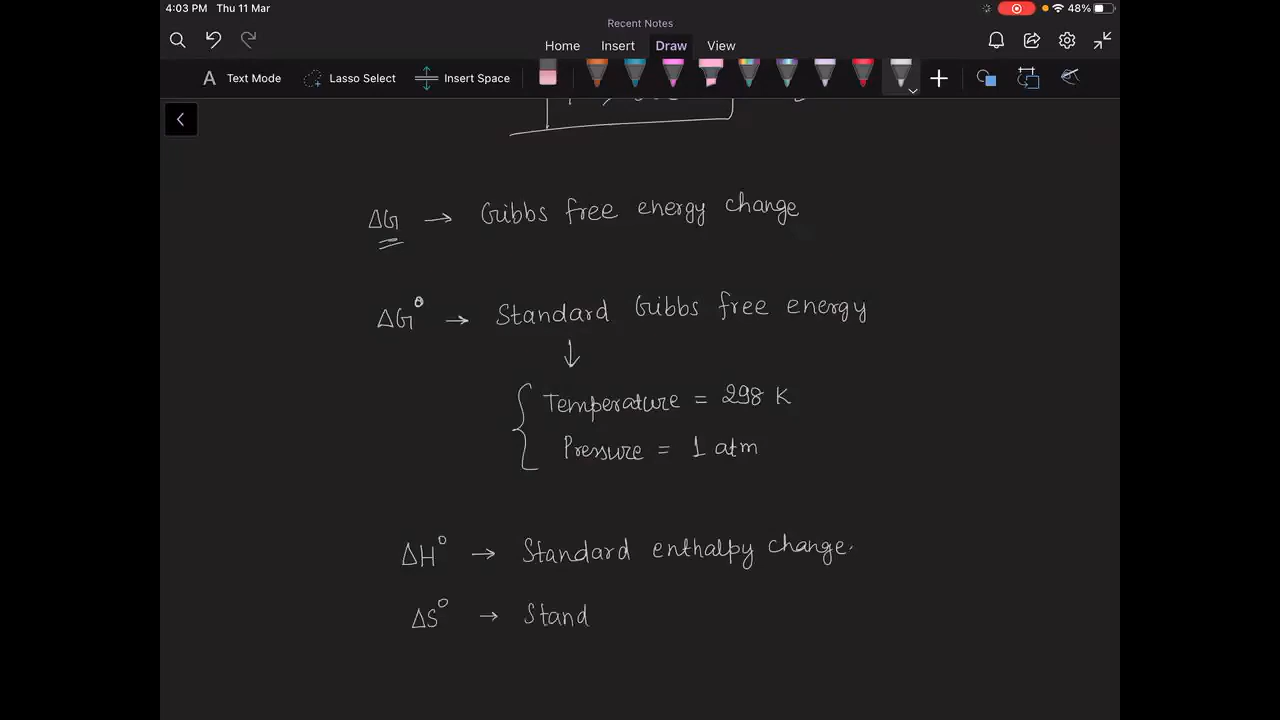 4:03 PM Thu 11 Mar
48%
Recent Notes
Home Insert Draw View
A Text Mode Lasso Select Insert Space
ΔG → Gibbs free energy change
ΔG° → Standard Gibbs free energy
↓
Temperature = 298 K
Pressure = 1 atm
ΔH° → Standard enthalpy change.
ΔS° → Stand